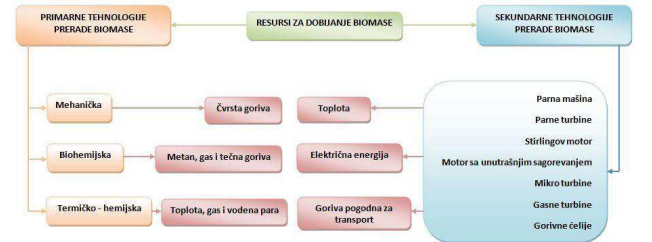 PRIMARNE TEHNOLOGIJE
PRERADE BIOMASE
RESURSI ZA DOBIJANJE BIOMASE
SEKUNDARNE TEHNOLOGIJE
PRERADE BIOMASE
Mehanička
Čvrsta goriva
Toplota
Biohemijska
Metan, gas i tečna goriva
Električna energija
Termičko - hemijska
Toplota, gas i vodena para
Goriva pogodna za
transport
Parna mašina
Parne turbine
Stirlingov motor
Motor sa unutrašnjim sagorevanjem
Mikro turbine
Gasne turbine
Gorivne ćelije